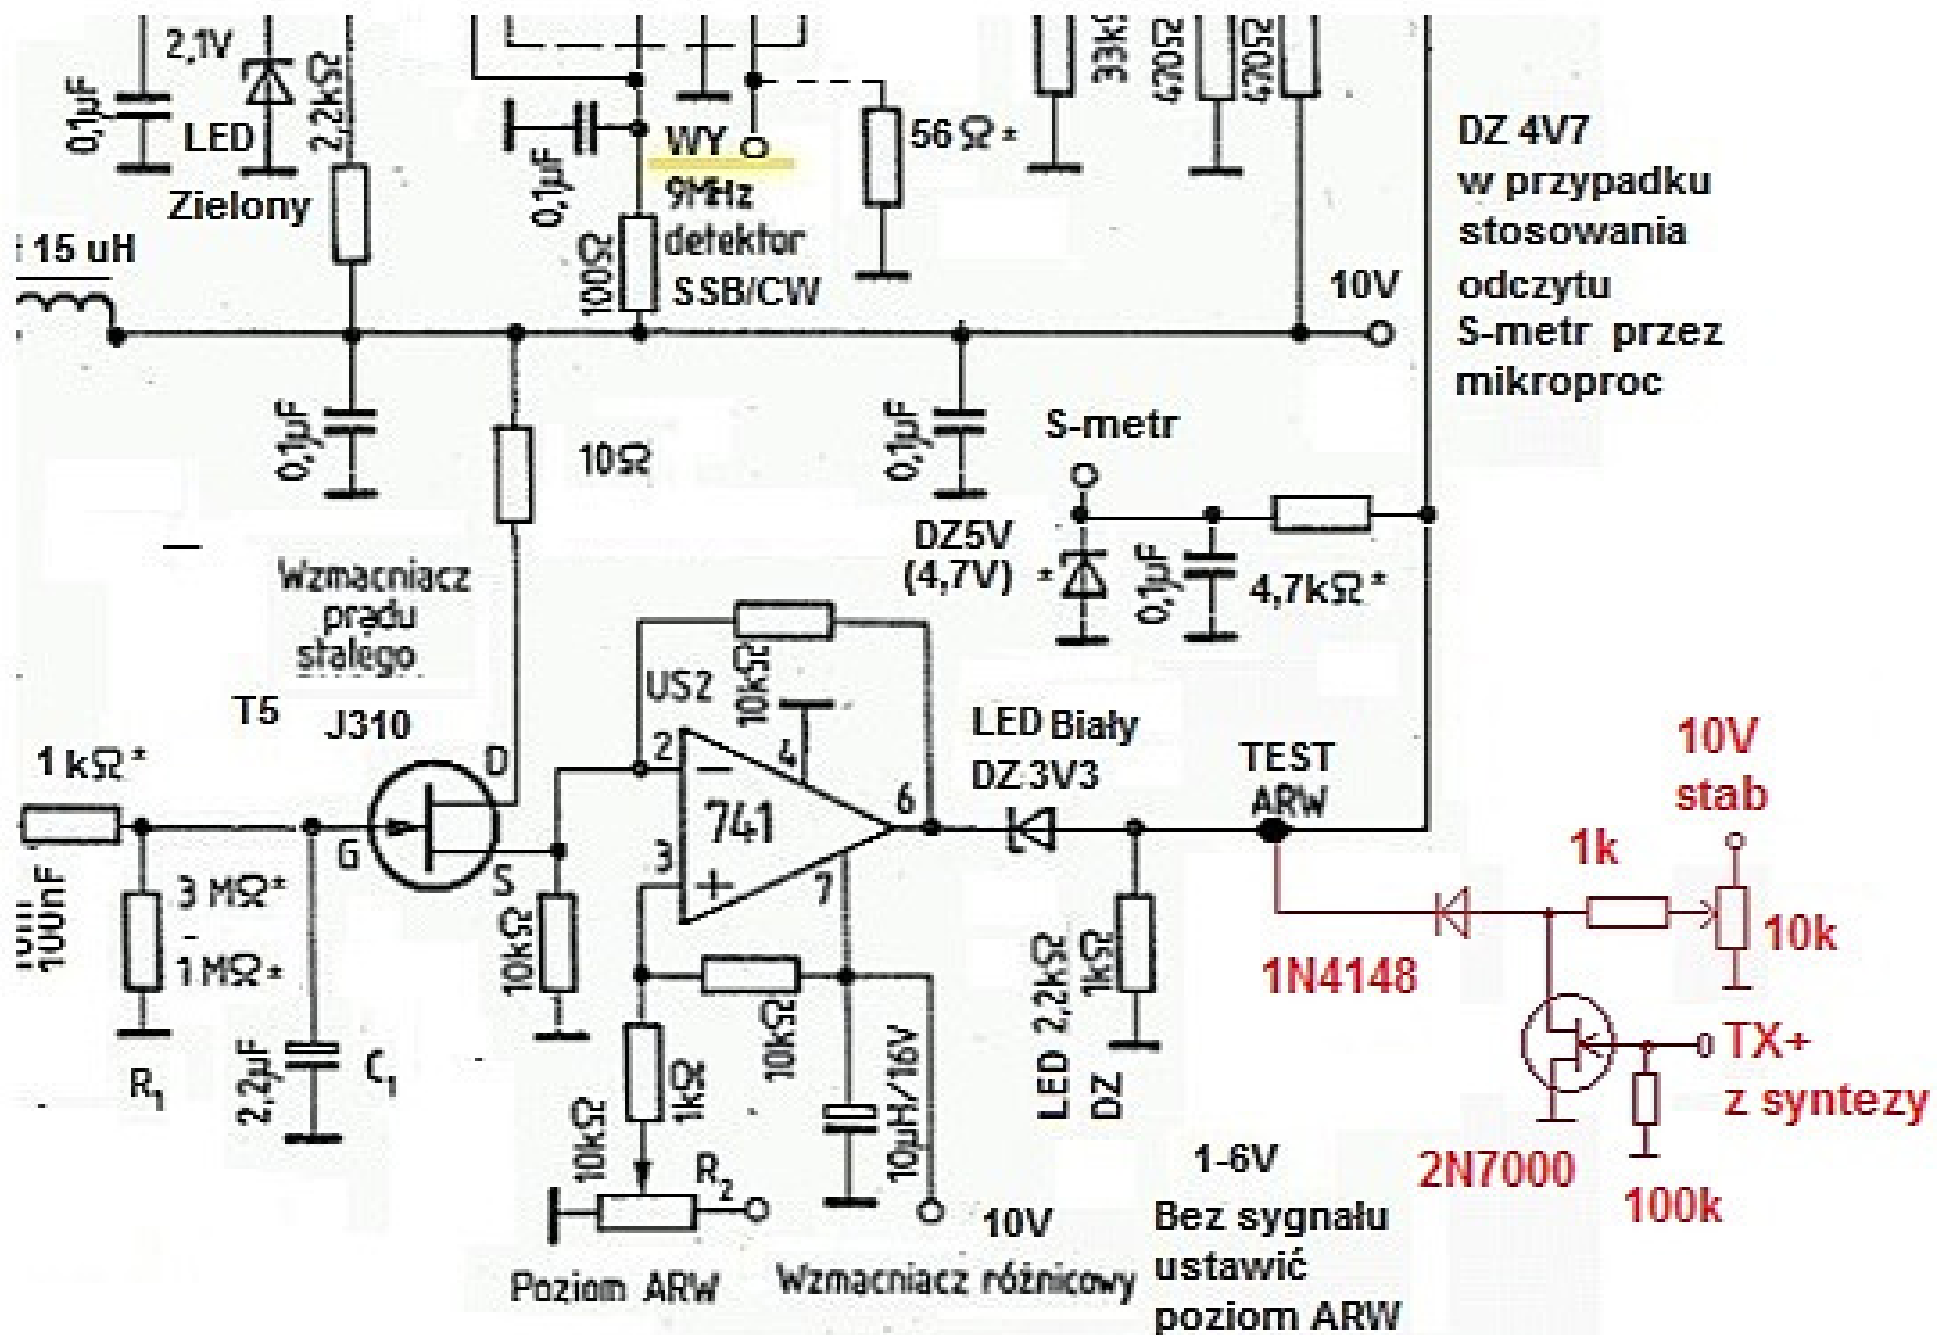 2,1V
0,1µF
LED
2,2kΩ
Zielony
15 uH
0,1µF
WY
9MHz
detektor
SSB/CW
100Ω
56Ω*
33kΩ
470Ω
470Ω
10V
DZ 4V7
w przypadku
stosowania
odczytu
S-metr przez
mikroproc
0,1µF
10Ω
0,1µF
S-metr
DZ5V
(4,7V) *
0,1µF
4,7kΩ*
Wzmacniacz
prądu
stałego
T5
J310
1kΩ*
G
D
S
100nF
3 MΩ*
1 MΩ*
R1
2,2µF
C1
10kΩ
US2
10kΩ
741
2
3
4
6
7
-
+
LED Biały
DZ 3V3
TEST
ARW
10kΩ
1kΩ
10kΩ
R2
10µH/16V
10V
Poziom ARW
Wzmacniacz różnicowy
LED 2,2kΩ
DZ 1kΩ
1-6V
Bez sygnału
ustawić
poziom ARW
10V
stab
1k
10k
1N4148
TX+
z syntezy
2N7000
100k